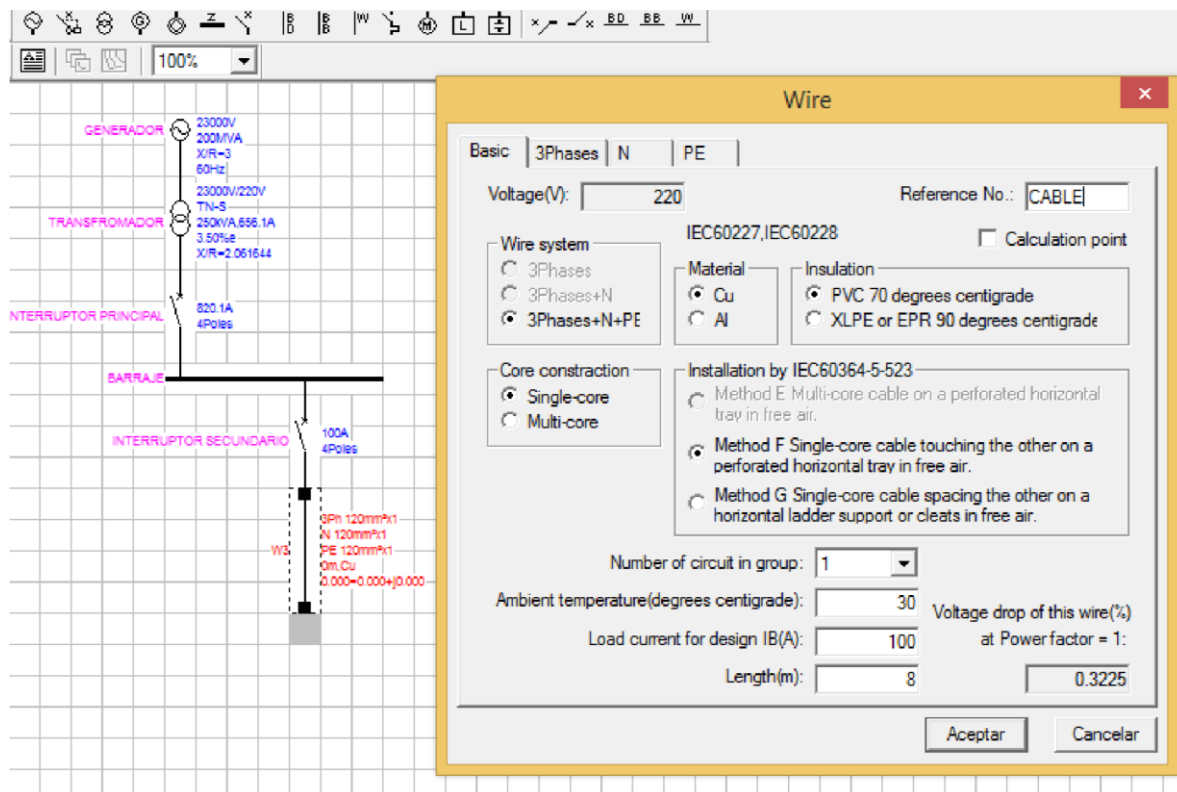 BD BB W
100%
GENERADOR
23000V
200MVA
X/R=3
60Hz
23000V/220V
TN-S
TRANSFROMADOR
250kVA,656.1A
3.50%e
X/R=2.061644
NTERRUPTOR PRINCIPAL
820.1A
4Poles
BARRAJE
INTERRUPTOR SECUNDARIO
100A
4Poles
3Ph 120mm²x1
N 120mm²x1
W3
PE 120mm²x1
0m,Cu
0.000=0.000+j0.000
Wire
Basic 3Phases N PE
Voltage(V): 220
Reference No.: CABLE
IEC60227,IEC60228
Calculation point
Wire system
3Phases
3Phases+N
3Phases+N+PE
Material
Cu
Al
Insulation
PVC 70 degrees centigrade
XLPE or EPR 90 degrees centigrade
Core constraction
Single-core
Multi-core
Installation by IEC60364-5-523
Method E Multi-core cable on a perforated horizontal
tray in free air.
Method F Single-core cable touching the other on a
perforated horizontal tray in free air.
Method G Single-core cable spacing the other on a
horizontal ladder support or cleats in free air.
Number of circuit in group: 1
Ambient temperature(degrees centigrade): 30
Load current for design IB(A): 100
Length(m): 8
Voltage drop of this wire(%)
at Power factor = 1:
0.3225
Aceptar Cancelar